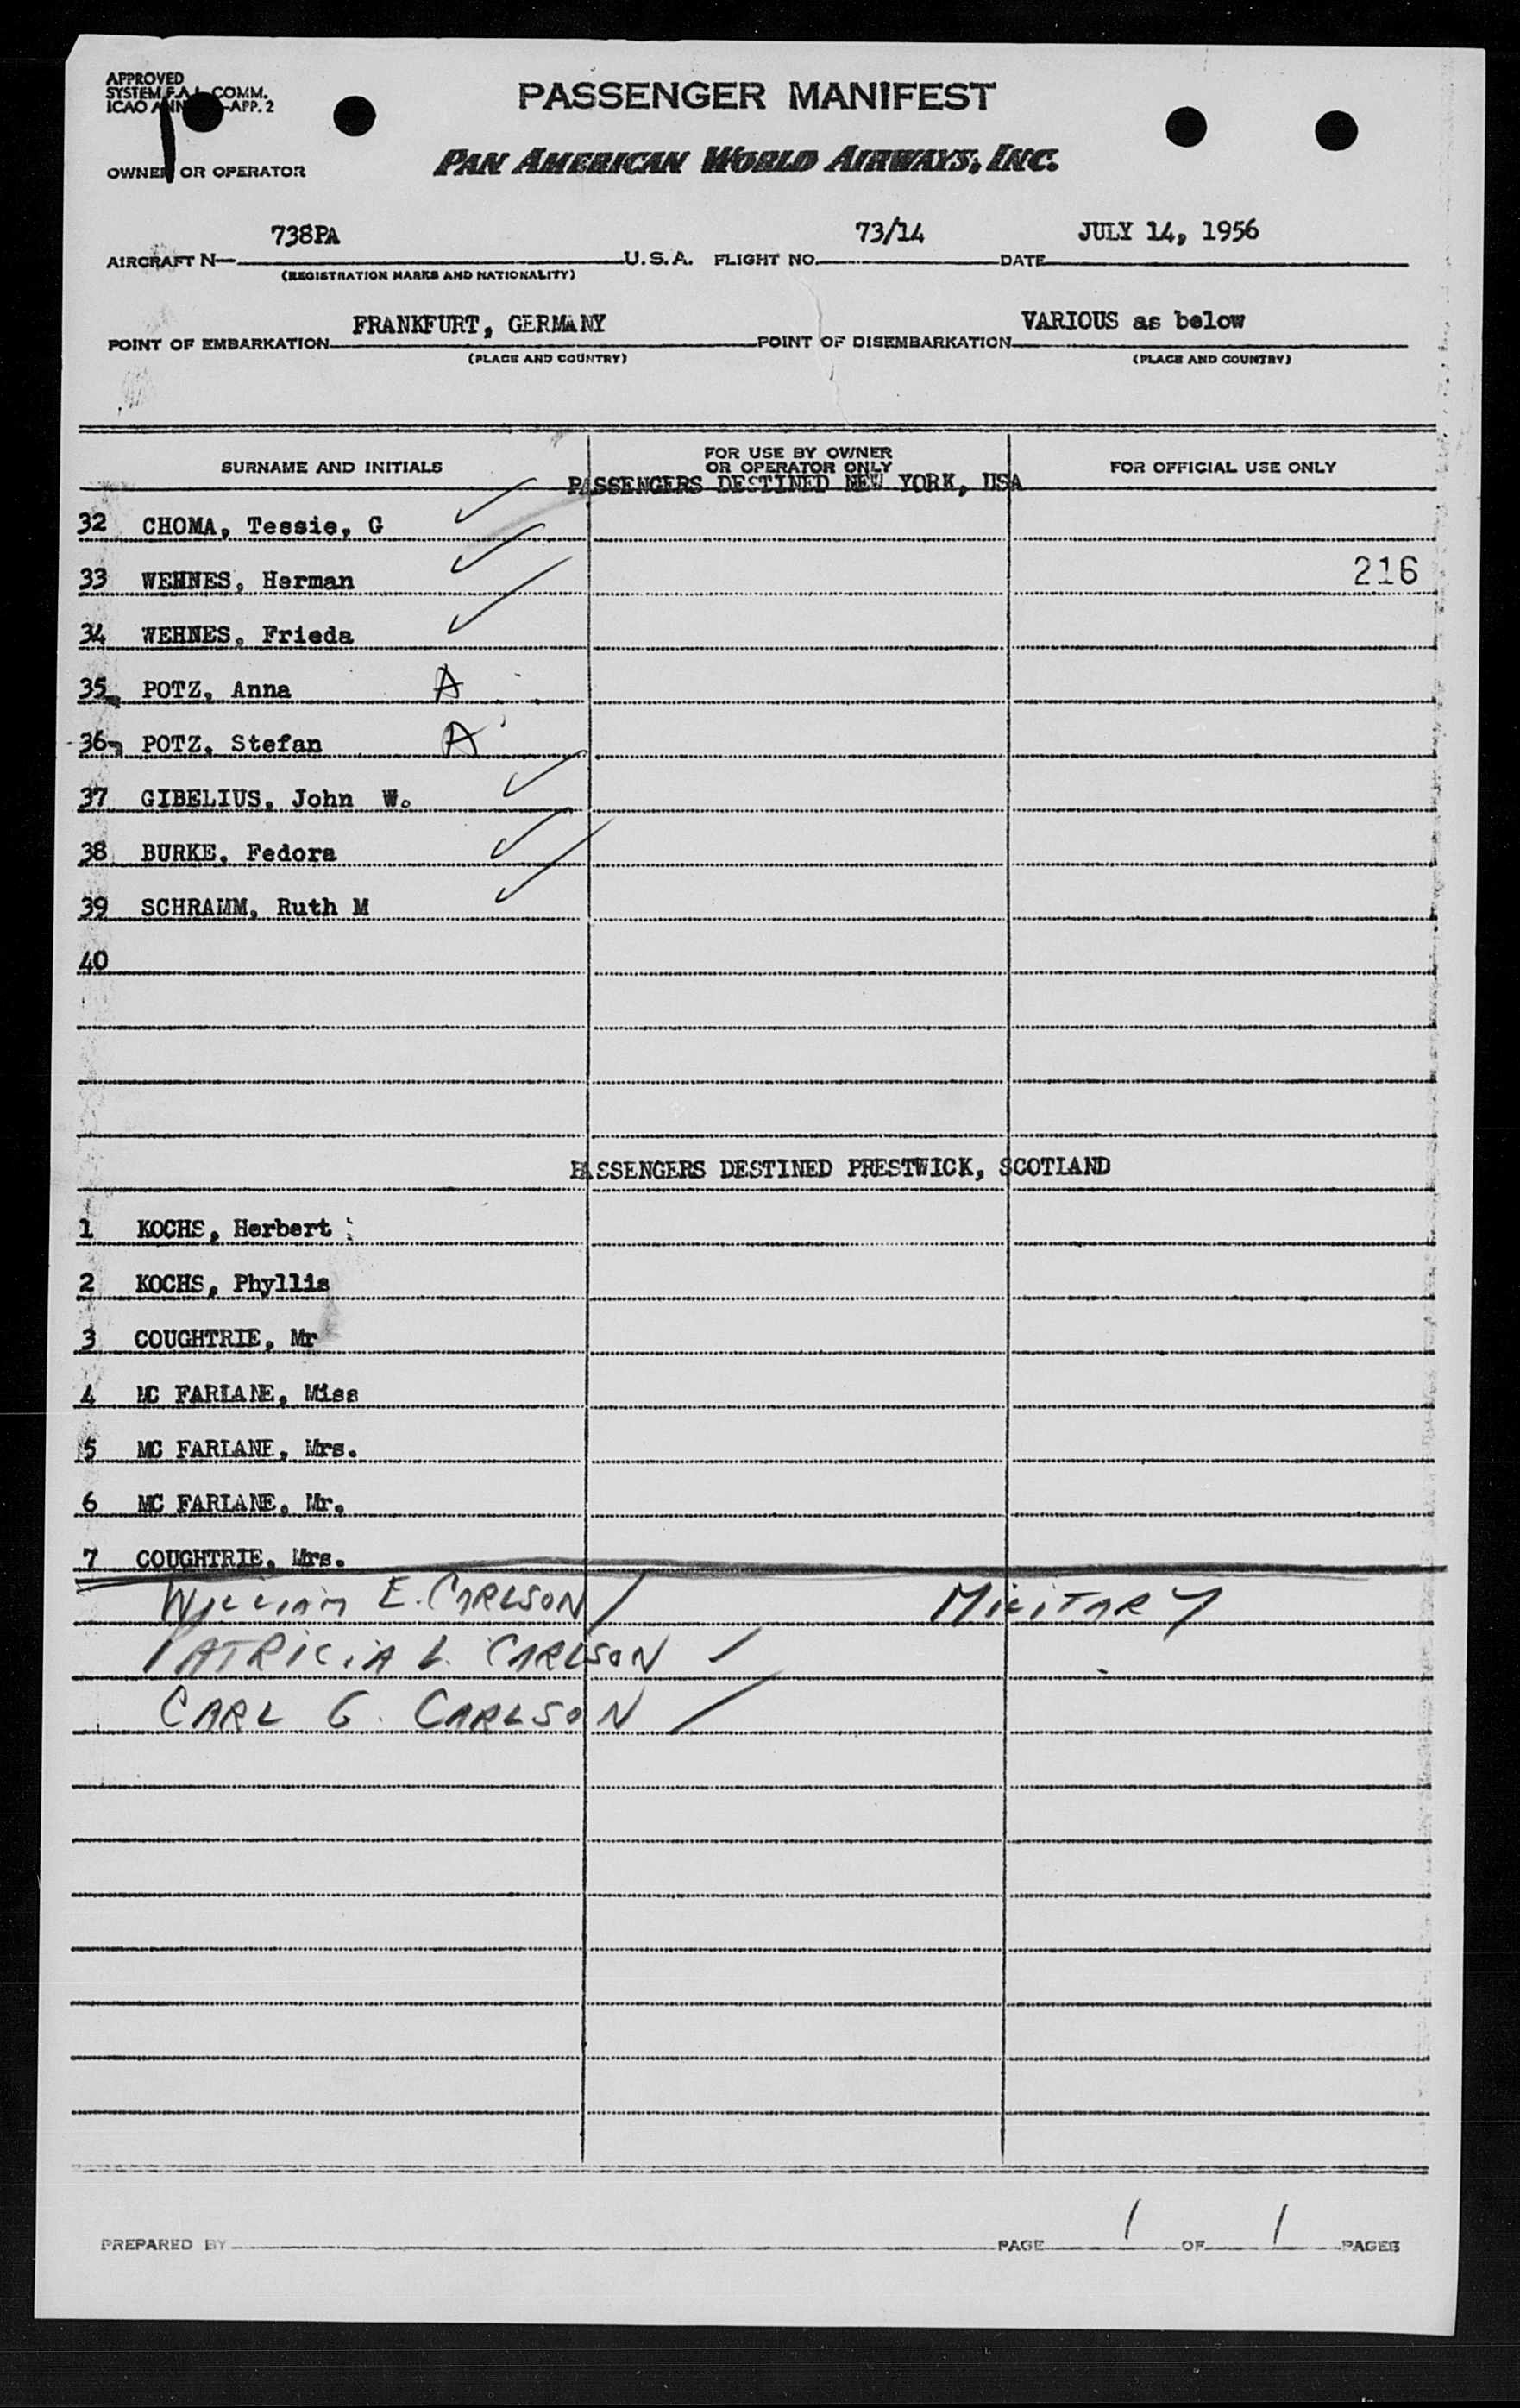 APPROVED
SYSTEM F.A.L. COMM.
ICAO ANN -APP. 2
PASSENGER MANIFEST
OWNER OR OPERATOR
PAN AMERICAN WORLD AIRWAYS, INC.
738PA 73/14 JULY 14, 1956
AIRCRAFT N— U.S.A. FLIGHT NO. DATE
(REGISTRATION MARKS AND NATIONALITY)
FRANKFURT, GERMANY VARIOUS as below
POINT OF EMBARKATION POINT OF DISEMBARKATION
(PLACE AND COUNTRY) (PLACE AND COUNTRY)
SURNAME AND INITIALS FOR USE BY OWNER OR OPERATOR ONLY FOR OFFICIAL USE ONLY
PASSENGERS DESTINED NEW YORK, USA
32 CHOMA, Tessie, G
33 WEHNES, Herman 216
34 WEHNES, Frieda
35 POTZ, Anna A
36 POTZ, Stefan A
37 GIBELIUS, John W.
38 BURKE, Fedora
39 SCHRAMM, Ruth M
40
PASSENGERS DESTINED PRESTWICK, SCOTLAND
1 KOCHS, Herbert
2 KOCHS, Phyllis
3 COUGHTRIE, Mr
4 MC FARLANE, Miss
5 MC FARLANE, Mrs.
6 MC FARLANE, Mr.
7 COUGHTRIE, Mrs.
WILLIAM E. CARLSON MILITARY
PATRICIA L. CARLSON
CARL G. CARLSON
PREPARED BY PAGE 1 OF 1 PAGES